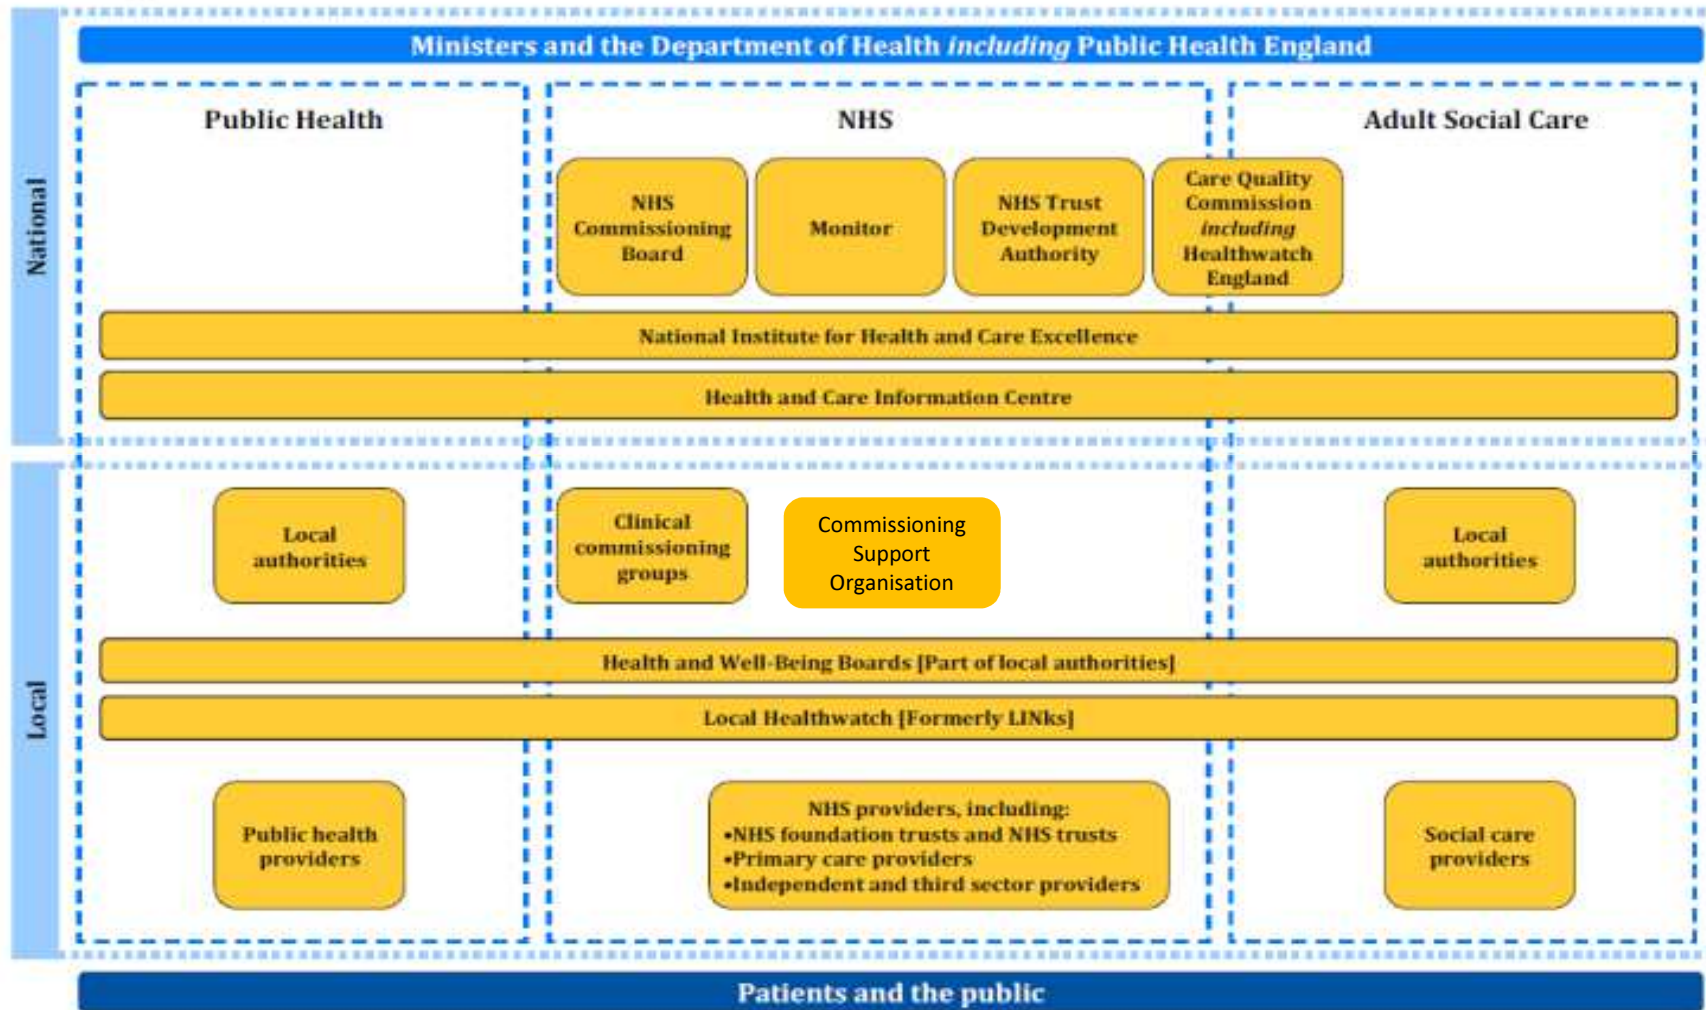 Ministers and the Department of Health including Public Health England
National
Public Health
NHS
Adult Social Care
NHS
Commissioning
Board
Monitor
NHS Trust
Development
Authority
Care Quality
Commission
including
Healthwatch
England
National Institute for Health and Care Excellence
Health and Care Information Centre
Local
Local
authorities
Clinical
commissioning
groups
Commissioning
Support
Organisation
Local
authorities
Health and Well-Being Boards [Part of local authorities]
Local Healthwatch [Formerly LINks]
Public health
providers
NHS providers, including:
•NHS foundation trusts and NHS trusts
•Primary care providers
•Independent and third sector providers
Social care
providers
Patients and the public